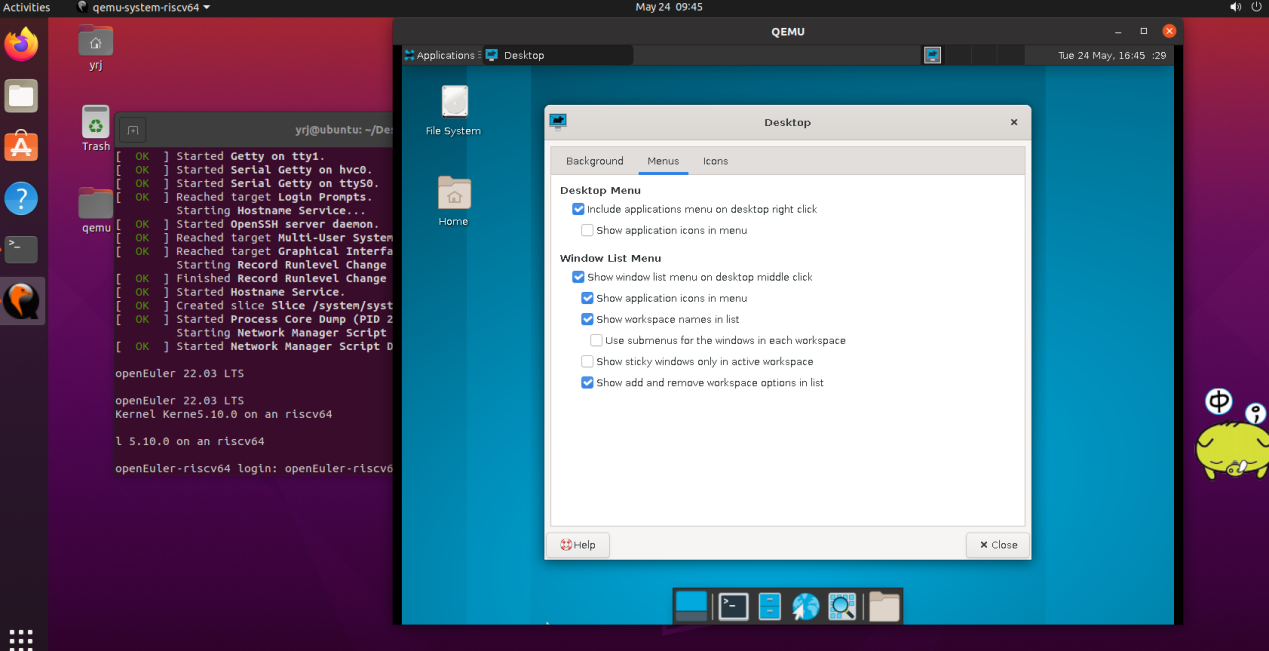 Activities
qemu-system-riscv64
May 24 09:45
yrj
Trash
qemu
yrj@ubuntu: ~/Des
[ OK ] Started Getty on tty1.
[ OK ] Started Serial Getty on hvc0.
[ OK ] Started Serial Getty on ttyS0.
[ OK ] Reached target Login Prompts.
Starting Hostname Service...
[ OK ] Started OpenSSH server daemon.
[ OK ] Reached target Multi-User System
[ OK ] Reached target Graphical Interfa
Starting Record Runlevel Change
[ OK ] Finished Record Runlevel Change
[ OK ] Started Hostname Service.
[ OK ] Created slice Slice /system/syst
[ OK ] Started Process Core Dump (PID 2
Starting Network Manager Script
[ OK ] Started Network Manager Script D
openEuler 22.03 LTS
openEuler 22.03 LTS
Kernel Kerne5.10.0 on an riscv64
l 5.10.0 on an riscv64
openEuler-riscv64 login: openEuler-riscv6
QEMU
Applications
Desktop
Tue 24 May, 16:45 :29
File System
Home
Desktop
Background
Menus
Icons
Desktop Menu
Include applications menu on desktop right click
Show application icons in menu
Window List Menu
Show window list menu on desktop middle click
Show application icons in menu
Show workspace names in list
Use submenus for the windows in each workspace
Show sticky windows only in active workspace
Show add and remove workspace options in list
Help
Close
中